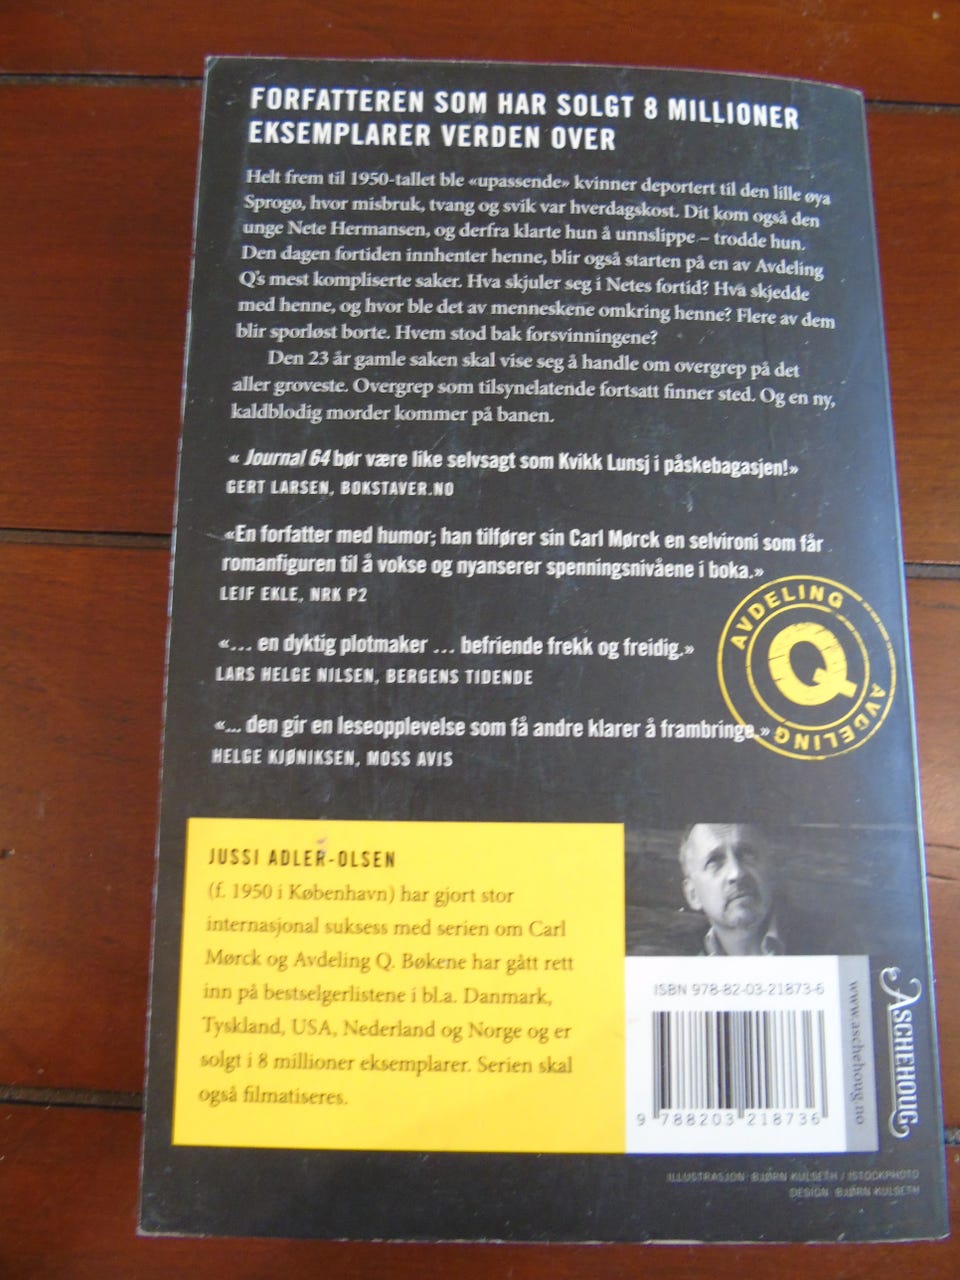 FORFATTEREN SOM HAR SOLGT 8 MILLIONER
EKSEMPLARER VERDEN OVER
Helt frem til 1950-tallet ble «upassende» kvinner deportert til den lille øya
Sprogø, hvor misbruk, tvang og svik var hverdagskost. Dit kom også den
unge Nete Hermansen, og derfra klarte hun å unnslippe – trodde hun.
Den dagen fortiden innhenter henne, blir også starten på en av Avdeling
Q's mest kompliserte saker. Hva skjuler seg i Netes fortid? Hva skjedde
med henne, og hvor ble det av menneskene omkring henne? Flere av dem
blir sporløst borte. Hvem stod bak forsvinningene?
Den 23 år gamle saken skal vise seg å handle om overgrep på det
aller groveste. Overgrep som tilsynelatende fortsatt finner sted. Og en ny,
kaldblodig morder kommer på banen.
« Journal 64 bør være like selvsagt som Kvikk Lunsj i påskebagasjen!»
GERT LARSEN, BOKSTAVER.NO
«En forfatter med humor; han tilfører sin Carl Mørck en selvironi som får
romanfiguren til å vokse og nyanserer spenningsnivåene i boka.»
LEIF EKLE, NRK P2
«... en dyktig plotmaker ... befriende frekk og freidig.»
LARS HELGE NILSEN, BERGENS TIDENDE
«... den gir en leseopplevelse som få andre klarer å frambringe.»
HELGE KJØNIKSEN, MOSS AVIS
AVDELING
Q
AVDELING
AVDELING
JUSSI ADLER-OLSEN
(f. 1950 i København) har gjort stor
internasjonal suksess med serien om Carl
Mørck og Avdeling Q. Bøkene har gått rett
inn på bestselgerlistene i bl.a. Danmark,
Tyskland, USA, Nederland og Norge og er
solgt i 8 millioner eksemplarer. Serien skal
også filmatiseres.
ISBN 978-82-03-21873-6
9 788203 218736
www.aschehoug.no
ASCHEHOUG
ILLUSTRASJON: BJØRN KULSETH / ISTOCKPHOTO
DESIGN: BJØRN KULSETH